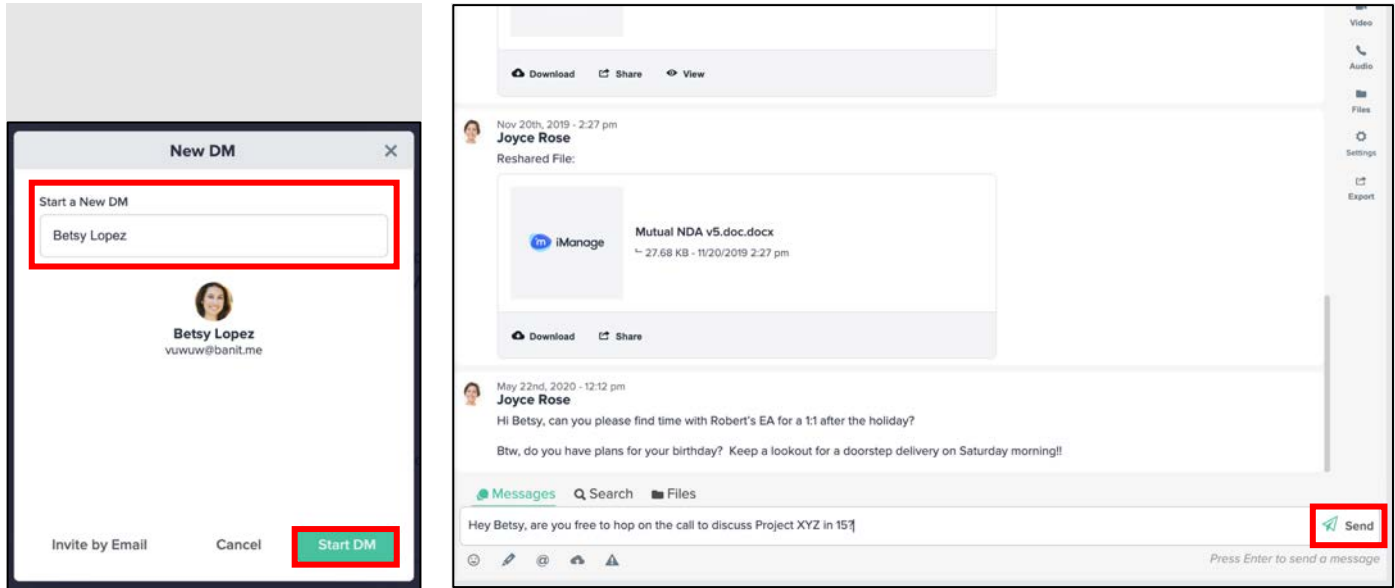 New DM
Start a New DM
Betsy Lopez
Betsy Lopez
vuwuw@banit.me
Invite by Email Cancel Start DM
Download Share View
Nov 20th, 2019 - 2:27 pm
Joyce Rose
Reshared File:
iManage
Mutual NDA v5.doc.docx
27.68 KB - 11/20/2019 2:27 pm
Download Share
May 22nd, 2020 - 12:12 pm
Joyce Rose
Hi Betsy, can you please find time with Robert's EA for a 1:1 after the holiday?
Btw, do you have plans for your birthday? Keep a lookout for a doorstep delivery on Saturday morning!!
Messages Search Files
Hey Betsy, are you free to hop on the call to discuss Project XYZ in 15?
Send
@
Press Enter to send a message
Video
Audio
Files
Settings
Export